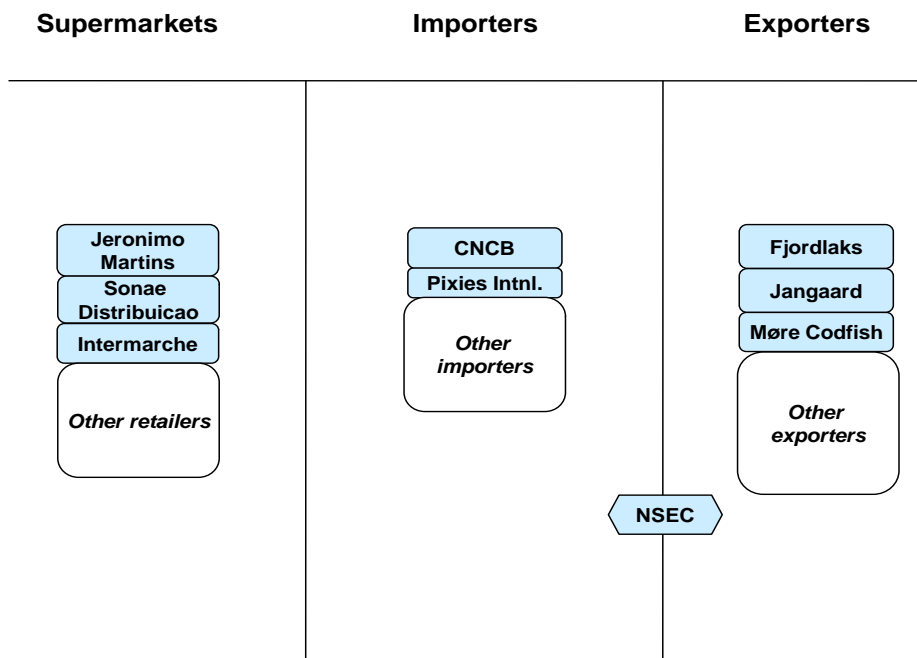 Supermarkets
Importers
Exporters
Jeronimo
Martins
Sonae
Distribuicao
Intermarche
Other retailers
CNCB
Pixies Intnl.
Other
importers
Fjordlaks
Jangaard
Møre Codfish
Other
exporters
NSEC